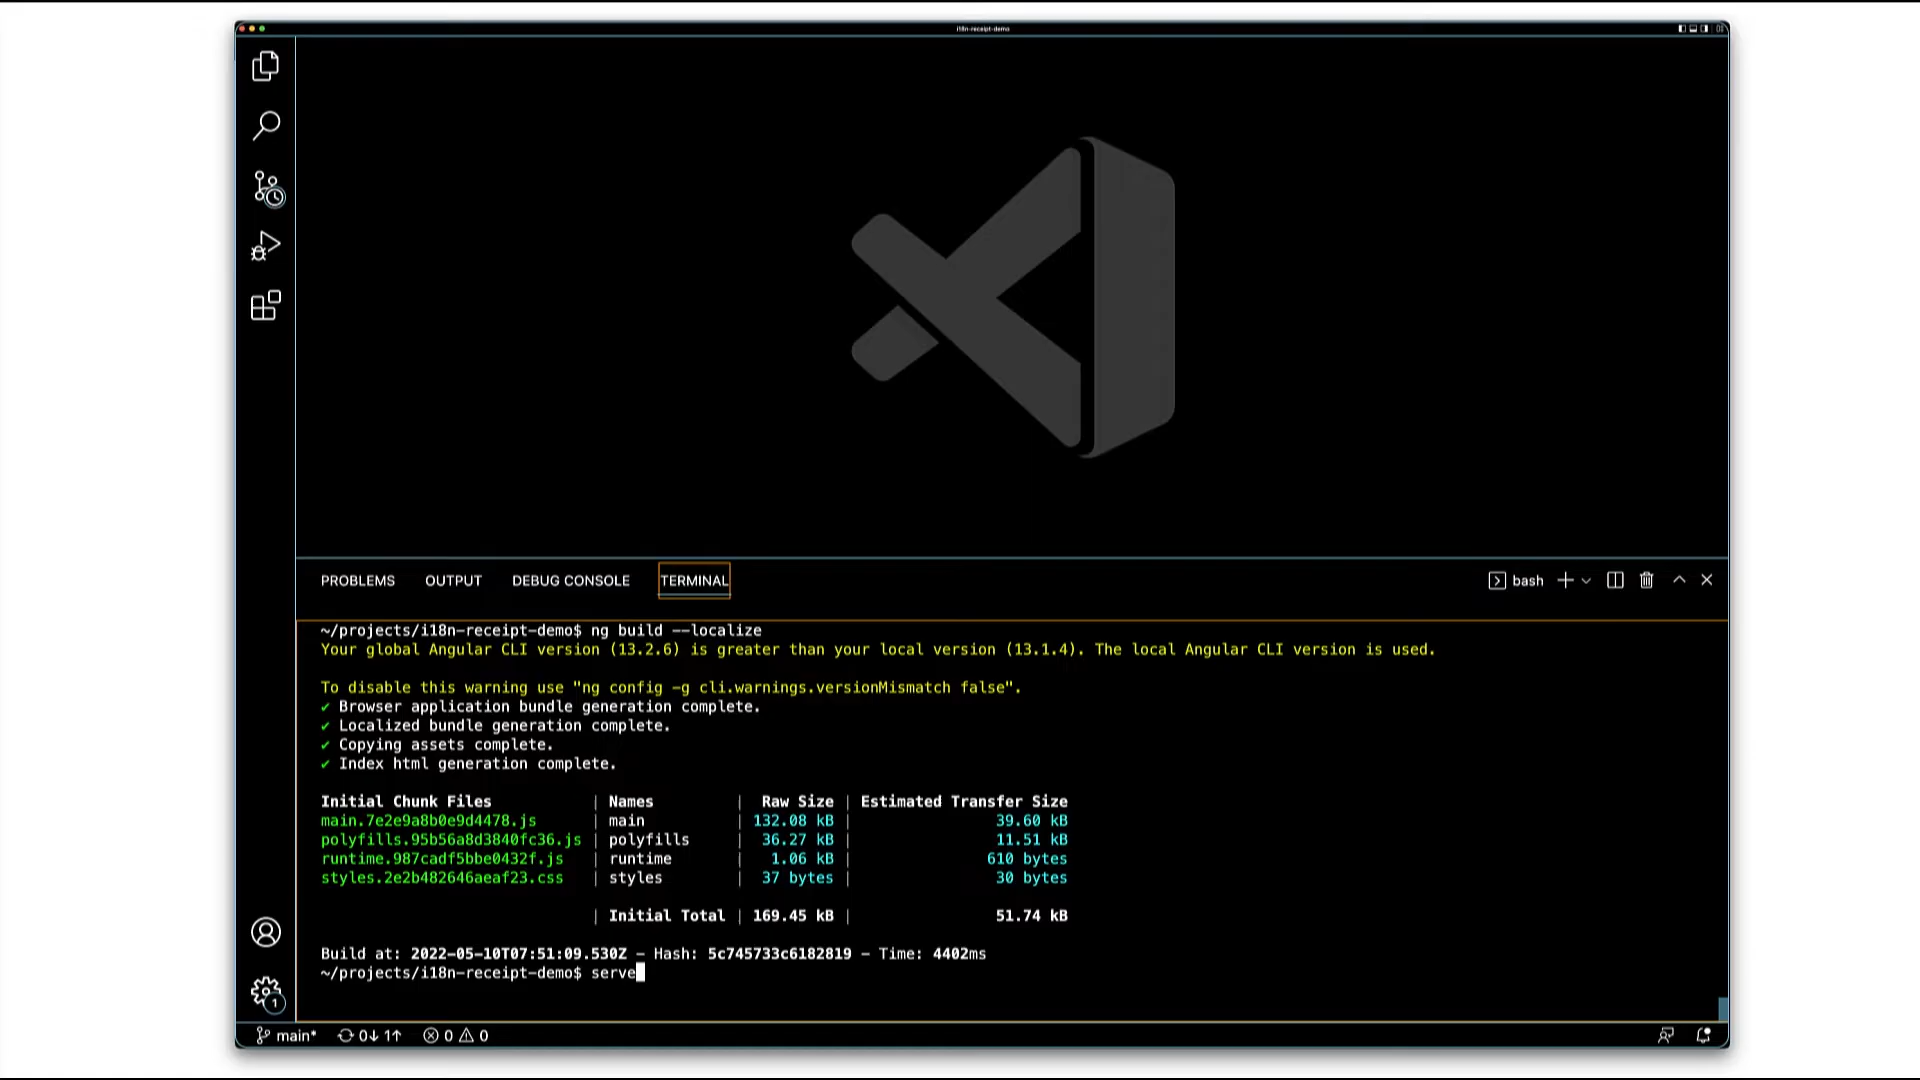 i18n-receipt-demo
PROBLEMS OUTPUT DEBUG CONSOLE TERMINAL bash
~/projects/i18n-receipt-demo$ ng build --localize
Your global Angular CLI version (13.2.6) is greater than your local version (13.1.4). The local Angular CLI version is used.
To disable this warning use "ng config -g cli.warnings.versionMismatch false".
✔ Browser application bundle generation complete.
✔ Localized bundle generation complete.
✔ Copying assets complete.
✔ Index html generation complete.
Initial Chunk Files | Names | Raw Size | Estimated Transfer Size
main.7e2e9a8b0e9d4478.js | main | 132.08 kB | 39.60 kB
polyfills.95b56a8d3840fc36.js | polyfills | 36.27 kB | 11.51 kB
runtime.987cadf5bbe0432f.js | runtime | 1.06 kB | 610 bytes
styles.2e2b482646aeaf23.css | styles | 37 bytes | 30 bytes
| Initial Total | 169.45 kB | 51.74 kB
Build at: 2022-05-10T07:51:09.530Z - Hash: 5c745733c6182819 - Time: 4402ms
~/projects/i18n-receipt-demo$ serve
1
main* 0↓ 1↑ 0 0